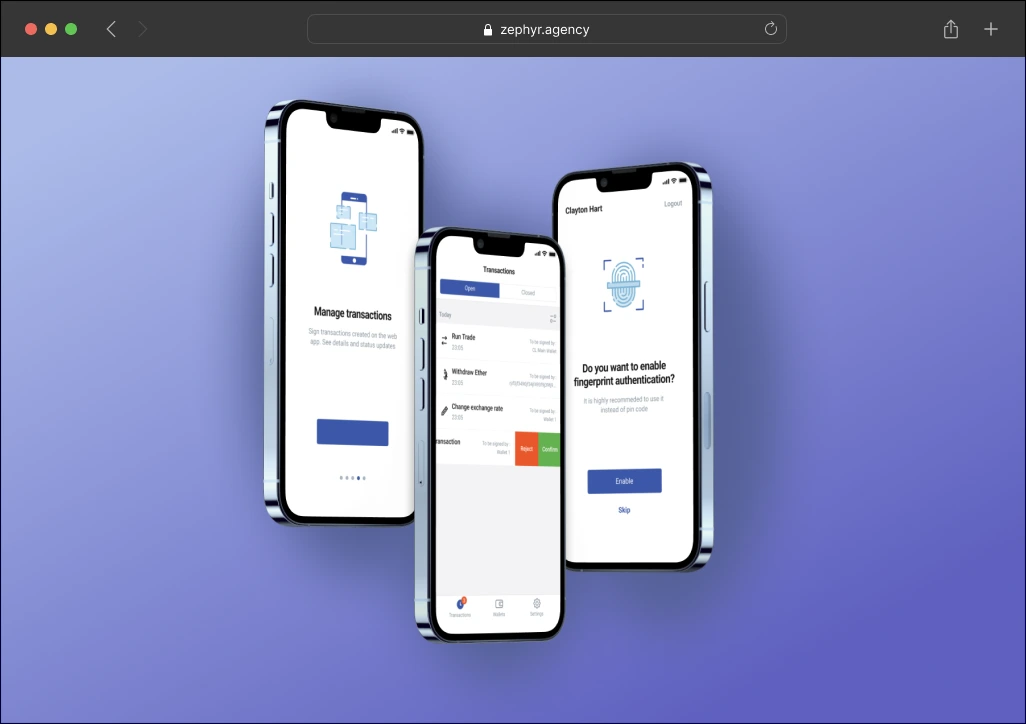 zephyr.agency
Manage transactions
Sign transactions created on the web
app. See details and status updates
Clayton Hart
Logout
Do you want to enable
fingerprint authentication?
It is highly recommeded to use it
instead of pin code
Enable
Skip
Transactions
Open
Closed
Today
Run Trade
23:05
To be signed by:
Wallet
Withdraw Ether
23:05
To be signed by:
Change exchange rate
23:05
To be signed by:
Wallet 1
ransaction
To be signed by:
Wallet 1
Reject
Confirm
Transactions
Wallets
Settings